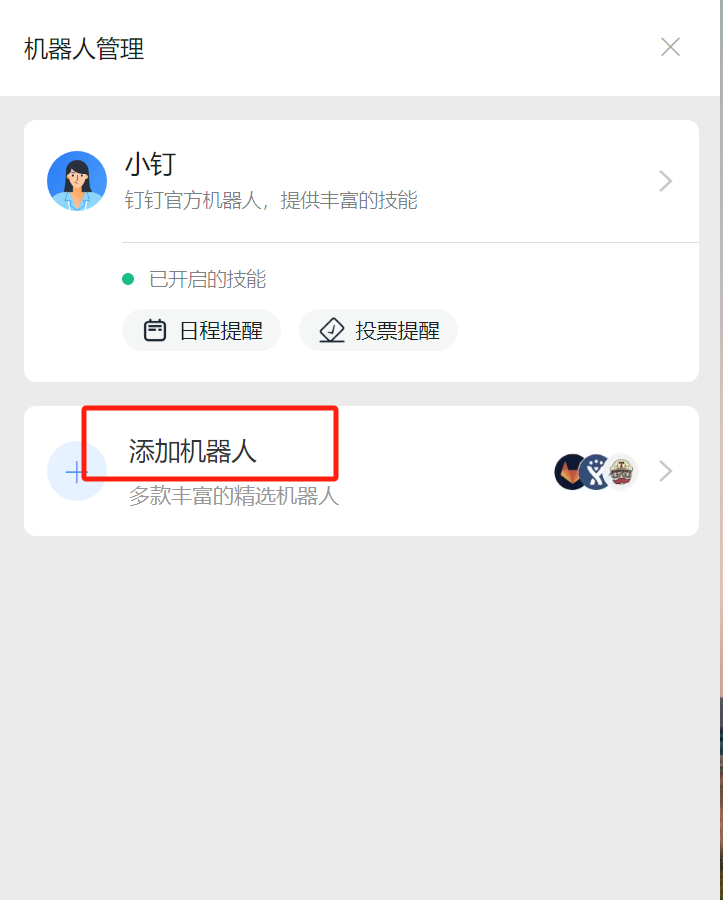 机器人管理
小钉
钉钉官方机器人，提供丰富的技能
已开启的技能
日程提醒 投票提醒
添加机器人
多款丰富的精选机器人